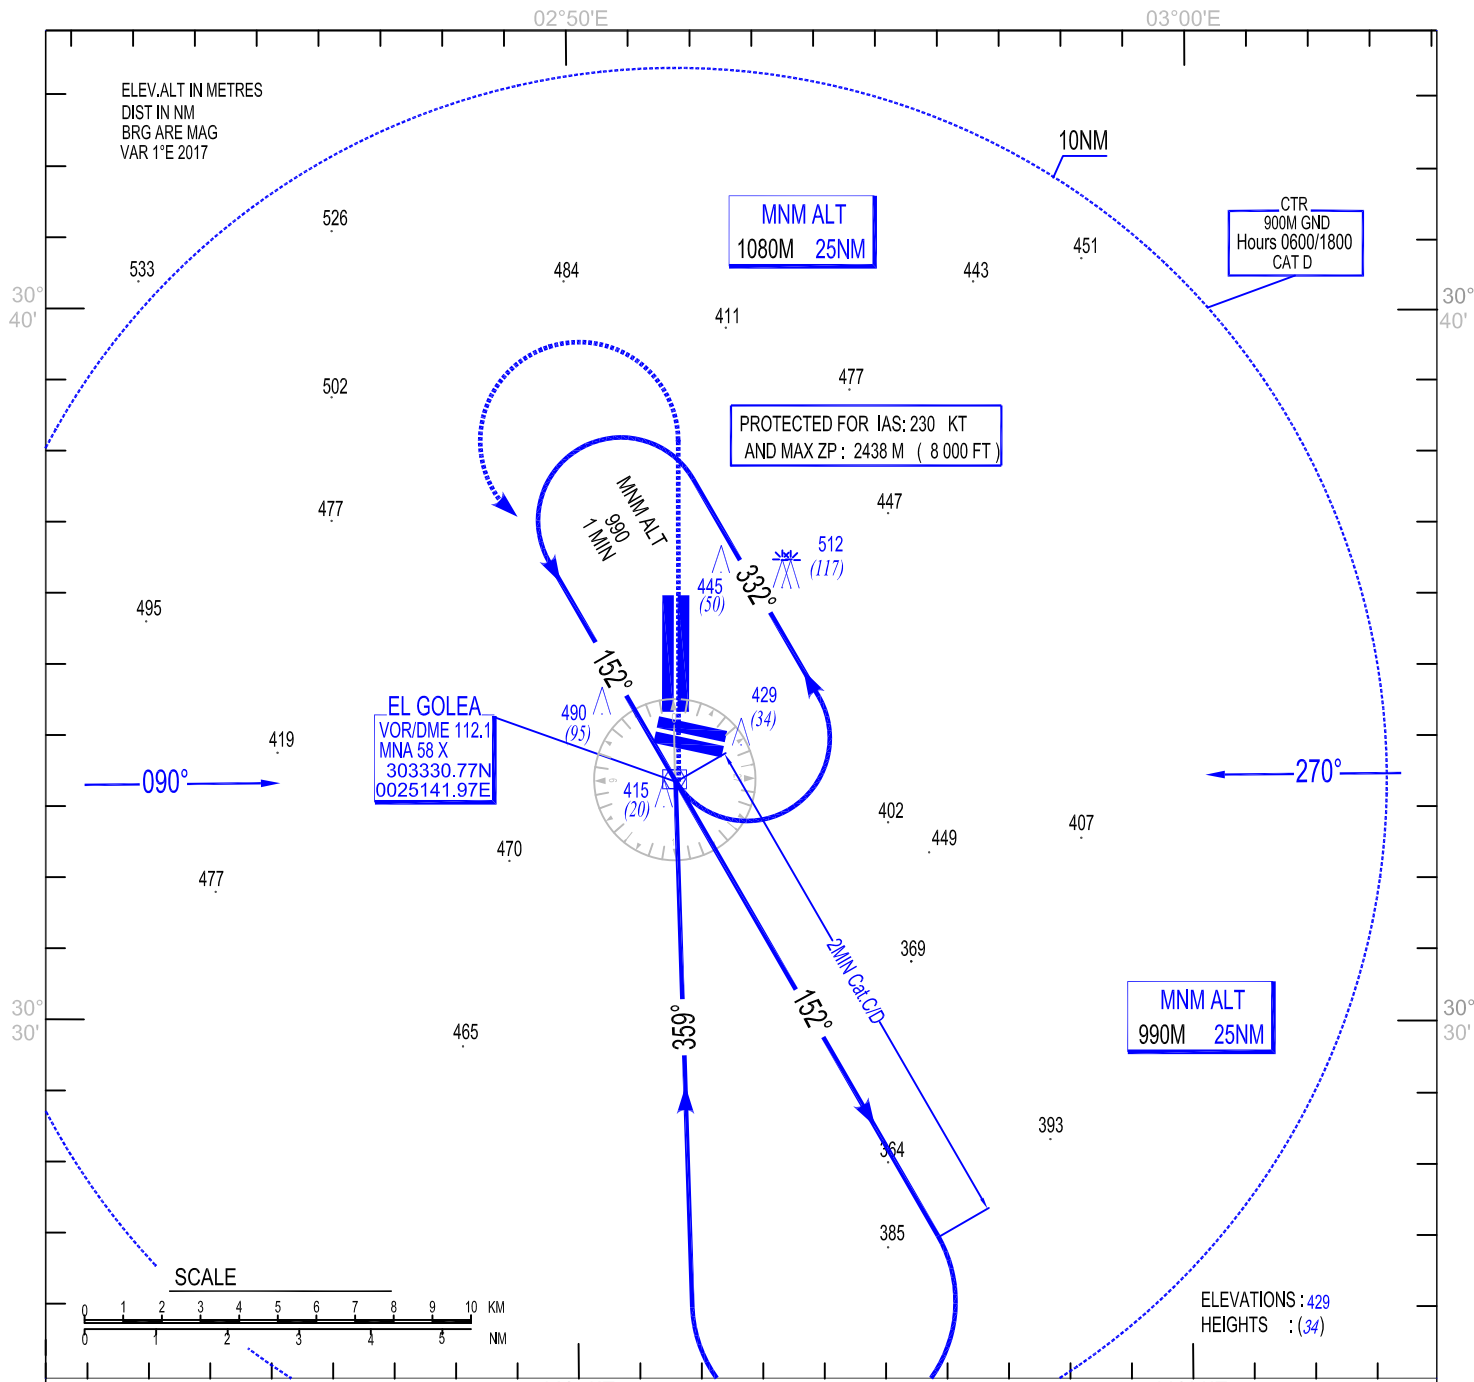 02°50'E
03°00'E
ELEV.ALT IN METRES
DIST IN NM
BRG ARE MAG
VAR 1°E 2017
10NM
CTR
900M GND
Hours 0600/1800
CAT D
MNM ALT
1080M 25NM
526
533
484
443
451
30°
40'
30°
40'
411
502
477
PROTECTED FOR IAS: 230 KT
AND MAX ZP : 2438 M ( 8 000 FT )
477
447
MNM ALT
990
1 MIN
512
(117)
445
(50)
332°
495
152°
EL GOLEA
VOR/DME 112.1
MNA 58 X
303330.77N
0025141.97E
490
(95)
429
(34)
419
090°
270°
415
(20)
402
449
407
470
477
369
2MIN Cat.C/D
152°
359°
MNM ALT
990M 25NM
30°
30'
30°
30'
465
393
364
385
SCALE
0 1 2 3 4 5 6 7 8 9 10 KM
0 1 2 3 4 5 NM
ELEVATIONS : 429
HEIGHTS : (34)